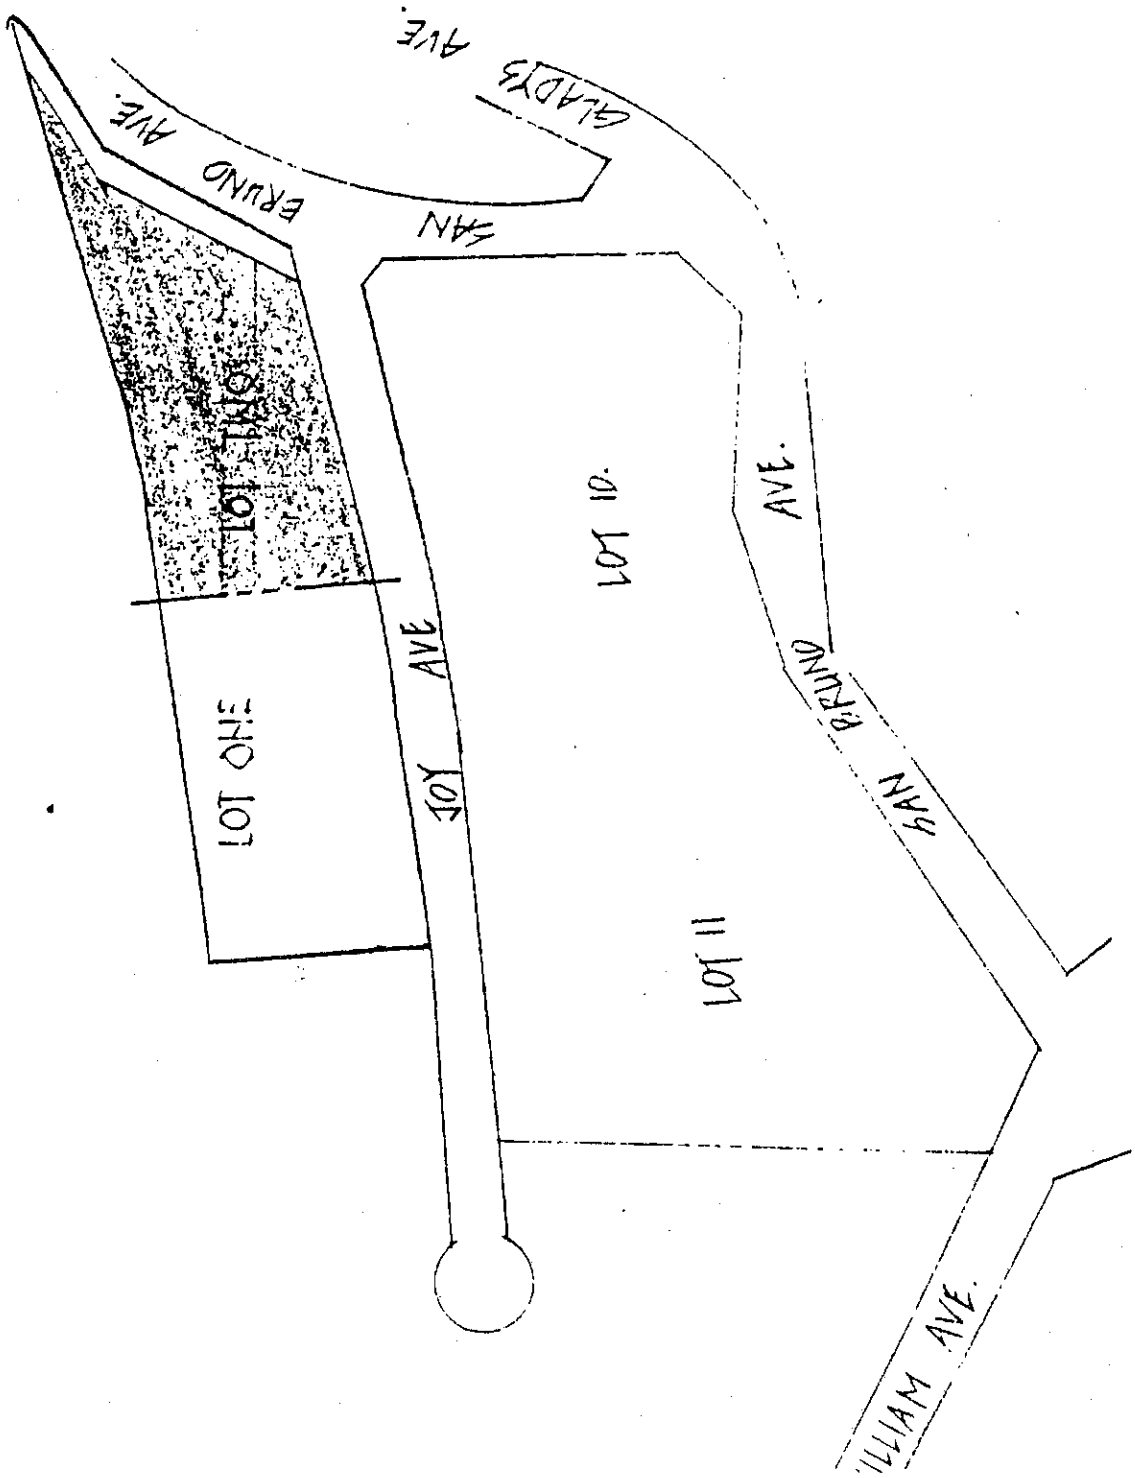 GLADYS AVE.
SAN BRUNO AVE.
LOT TWO
LOT ONE
JOY AVE
LOT 10.
LOT 11
SAN BRUNO AVE.
ILLIAM AVE.